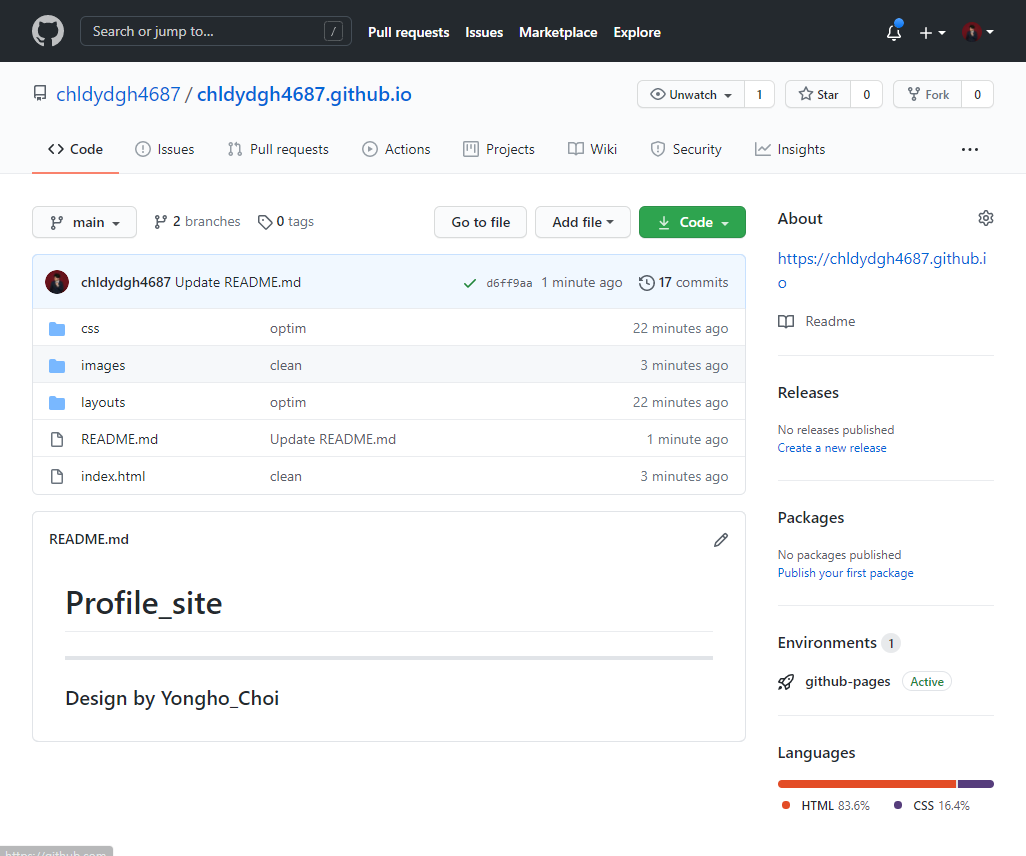 Search or jump to... /
Pull requests Issues Marketplace Explore
chldydgh4687 / chldydgh4687.github.io
Unwatch 1
Star 0
Fork 0
Code
Issues
Pull requests
Actions
Projects
Wiki
Security
Insights
main
2 branches
0 tags
Go to file
Add file
Code
chldydgh4687 Update README.md d6ff9aa 1 minute ago 17 commits
css optim 22 minutes ago
images clean 3 minutes ago
layouts optim 22 minutes ago
README.md Update README.md 1 minute ago
index.html clean 3 minutes ago
README.md
Profile_site
Design by Yongho_Choi
About
https://chldydgh4687.github.i
o
Readme
Releases
No releases published
Create a new release
Packages
No packages published
Publish your first package
Environments 1
github-pages Active
Languages
HTML 83.6% CSS 16.4%
https://github.com